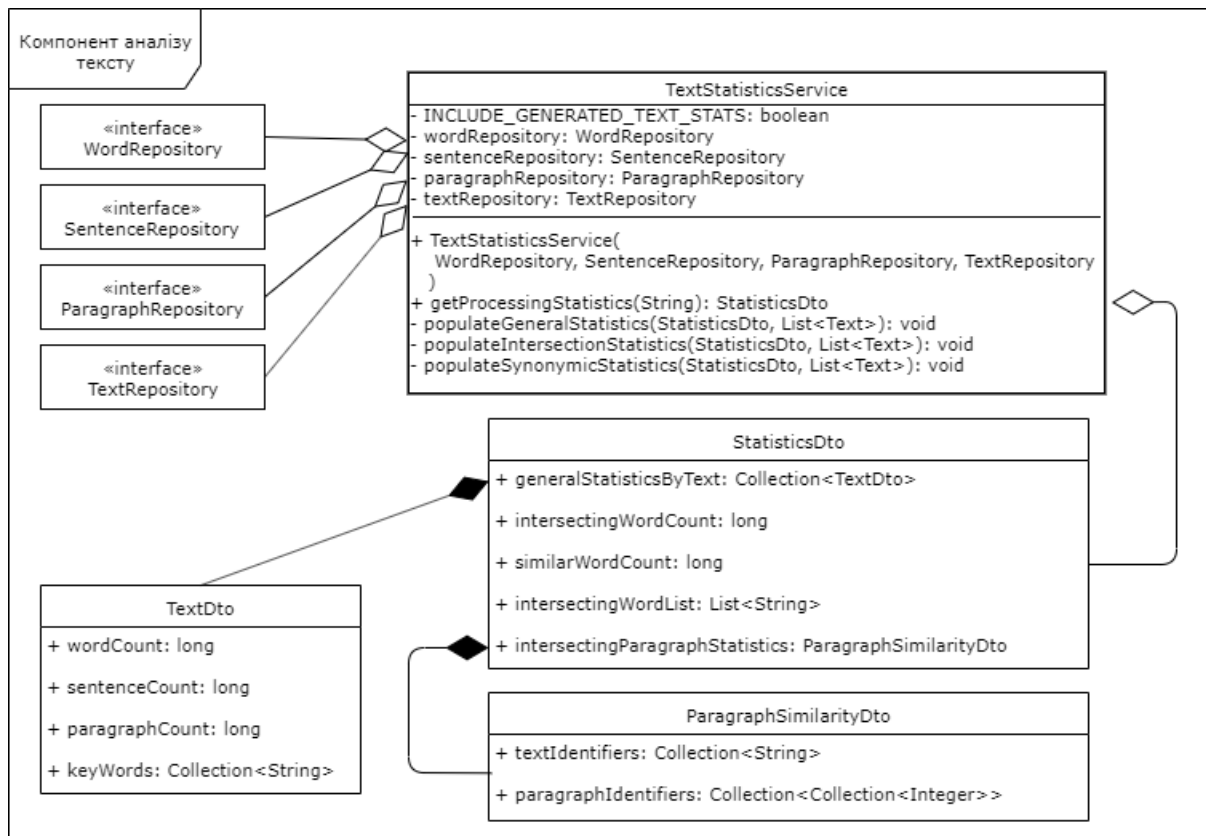 Компонент аналізу
тексту
«interface»
WordRepository
«interface»
SentenceRepository
«interface»
ParagraphRepository
«interface»
TextRepository
TextStatisticsService
- INCLUDE_GENERATED_TEXT_STATS: boolean
- wordRepository: WordRepository
- sentenceRepository: SentenceRepository
- paragraphRepository: ParagraphRepository
- textRepository: TextRepository
+ TextStatisticsService(
WordRepository, SentenceRepository, ParagraphRepository, TextRepository
)
+ getProcessingStatistics(String): StatisticsDto
- populateGeneralStatistics(StatisticsDto, List<Text>): void
- populateIntersectionStatistics(StatisticsDto, List<Text>): void
- populateSynonymicStatistics(StatisticsDto, List<Text>): void
StatisticsDto
+ generalStatisticsByText: Collection<TextDto>
+ intersectingWordCount: long
+ similarWordCount: long
+ intersectingWordList: List<String>
+ intersectingParagraphStatistics: ParagraphSimilarityDto
TextDto
+ wordCount: long
+ sentenceCount: long
+ paragraphCount: long
+ keyWords: Collection<String>
ParagraphSimilarityDto
+ textIdentifiers: Collection<String>
+ paragraphIdentifiers: Collection<Collection<Integer>>